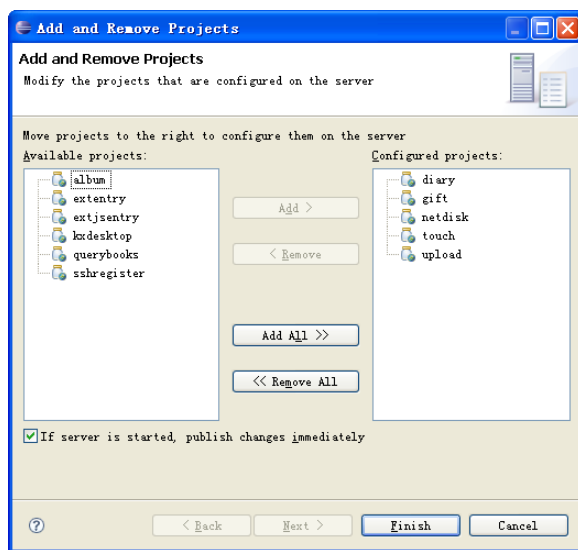 Add and Remove Projects
Add and Remove Projects
Modify the projects that are configured on the server
Move projects to the right to configure them on the server
Available projects:
album
extentry
extjsentry
kxdesktop
querybooks
sshregister
Add >
< Remove
Add All >>
<< Remove All
Configured projects:
diary
gift
netdisk
touch
upload
If server is started, publish changes immediately
?
< Back
Next >
Finish
Cancel